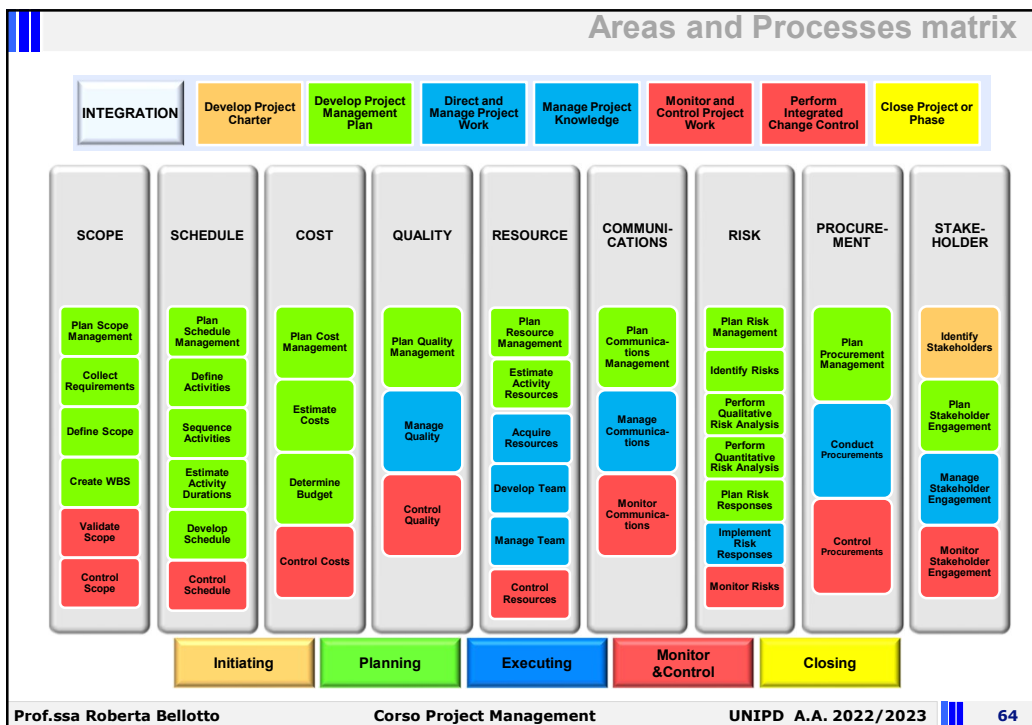 Areas and Processes matrix
INTEGRATION
Develop Project
Charter
Develop Project
Management
Plan
Direct and
Manage Project
Work
Manage Project
Knowledge
Monitor and
Control Project
Work
Perform
Integrated
Change Control
Close Project or
Phase
SCOPE
Plan Scope
Management
Collect
Requirements
Define Scope
Create WBS
Validate
Scope
Control
Scope
SCHEDULE
Plan
Schedule
Management
Define
Activities
Sequence
Activities
Estimate
Activity
Durations
Develop
Schedule
Control
Schedule
COST
Plan Cost
Management
Estimate
Costs
Determine
Budget
Control Costs
QUALITY
Plan Quality
Management
Manage
Quality
Control
Quality
RESOURCE
Plan
Resource
Management
Estimate
Activity
Resources
Acquire
Resources
Develop Team
Manage Team
Control
Resources
COMMUNI-
CATIONS
Plan
Communica-
tions
Management
Manage
Communica-
tions
Monitor
Communica-
tions
RISK
Plan Risk
Management
Identify Risks
Perform
Qualitative
Risk Analysis
Perform
Quantitative
Risk Analysis
Plan Risk
Responses
Implement
Risk
Responses
Monitor Risks
PROCURE-
MENT
Plan
Procurement
Management
Conduct
Procurements
Control
Procurements
STAKE-
HOLDER
Identify
Stakeholders
Plan
Stakeholder
Engagement
Manage
Stakeholder
Engagement
Monitor
Stakeholder
Engagement
Initiating
Planning
Executing
Monitor
&Control
Closing
Prof.ssa Roberta Bellotto
Corso Project Management
UNIPD A.A. 2022/2023
64